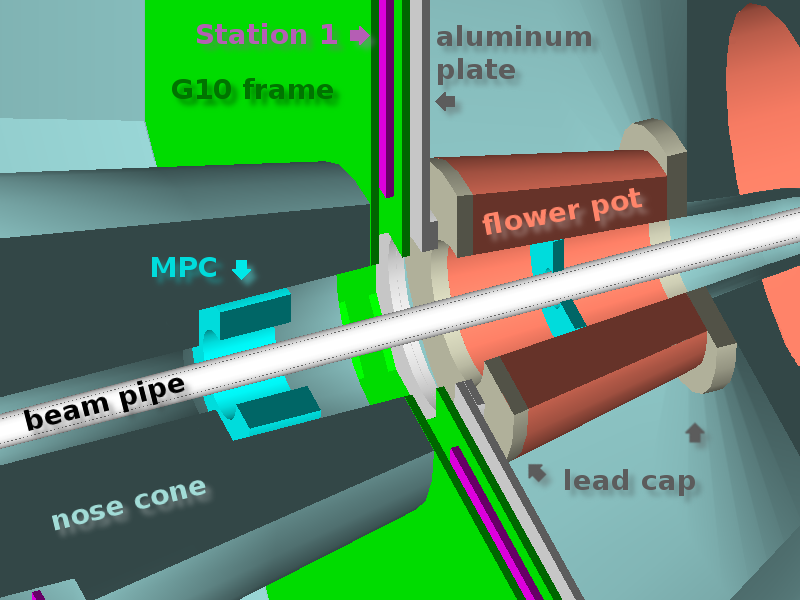 Station 1
aluminum
plate
G10 frame
flower pot
MPC
beam pipe
nose cone
lead cap